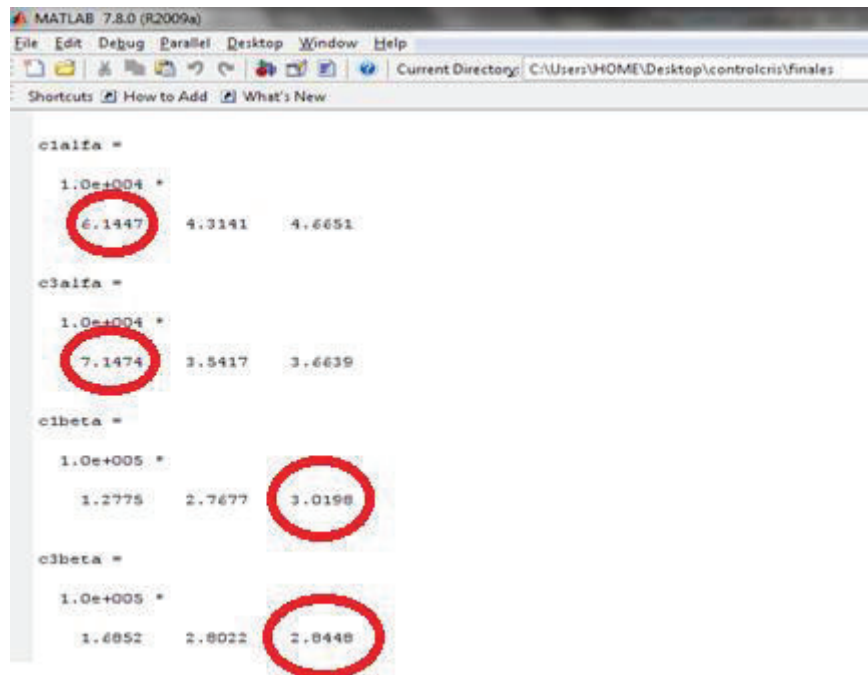 MATLAB 7.8.0 (R2009a)
File Edit Debug Parallel Desktop Window Help
Current Directory: C:\Users\HOME\Desktop\controlcris\finales
Shortcuts How to Add What's New
c1alfa =
1.0e+004 *
6.1447 4.3141 4.6651
c3alfa =
1.0e+004 *
7.1474 3.5417 3.6639
c1beta =
1.0e+005 *
1.2775 2.7677 3.0198
c3beta =
1.0e+005 *
1.6852 2.8022 2.8448